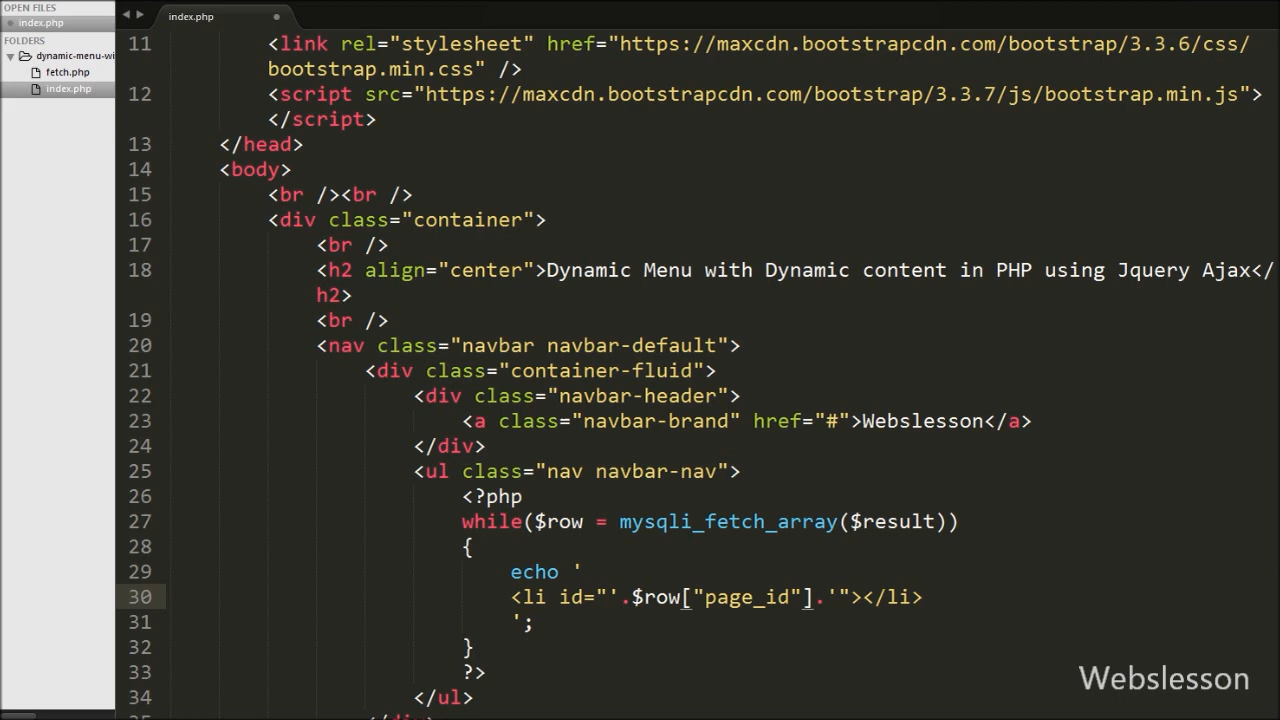 OPEN FILES
index.php
FOLDERS
dynamic-menu-wi
fetch.php
index.php
index.php
11 <link rel="stylesheet" href="https://maxcdn.bootstrapcdn.com/bootstrap/3.3.6/css/
bootstrap.min.css" />
12 <script src="https://maxcdn.bootstrapcdn.com/bootstrap/3.3.7/js/bootstrap.min.js">
</script>
13 </head>
14 <body>
15 <br /><br />
16 <div class="container">
17 <br />
18 <h2 align="center">Dynamic Menu with Dynamic content in PHP using Jquery Ajax</
h2>
19 <br />
20 <nav class="navbar navbar-default">
21 <div class="container-fluid">
22 <div class="navbar-header">
23 <a class="navbar-brand" href="#">Webslesson</a>
24 </div>
25 <ul class="nav navbar-nav">
26 <?php
27 while($row = mysqli_fetch_array($result))
28 {
29 echo '
30 <li id="'.$row["page_id"].'"></li>
31 ';
32 }
33 ?>
34 </ul>
Webslesson